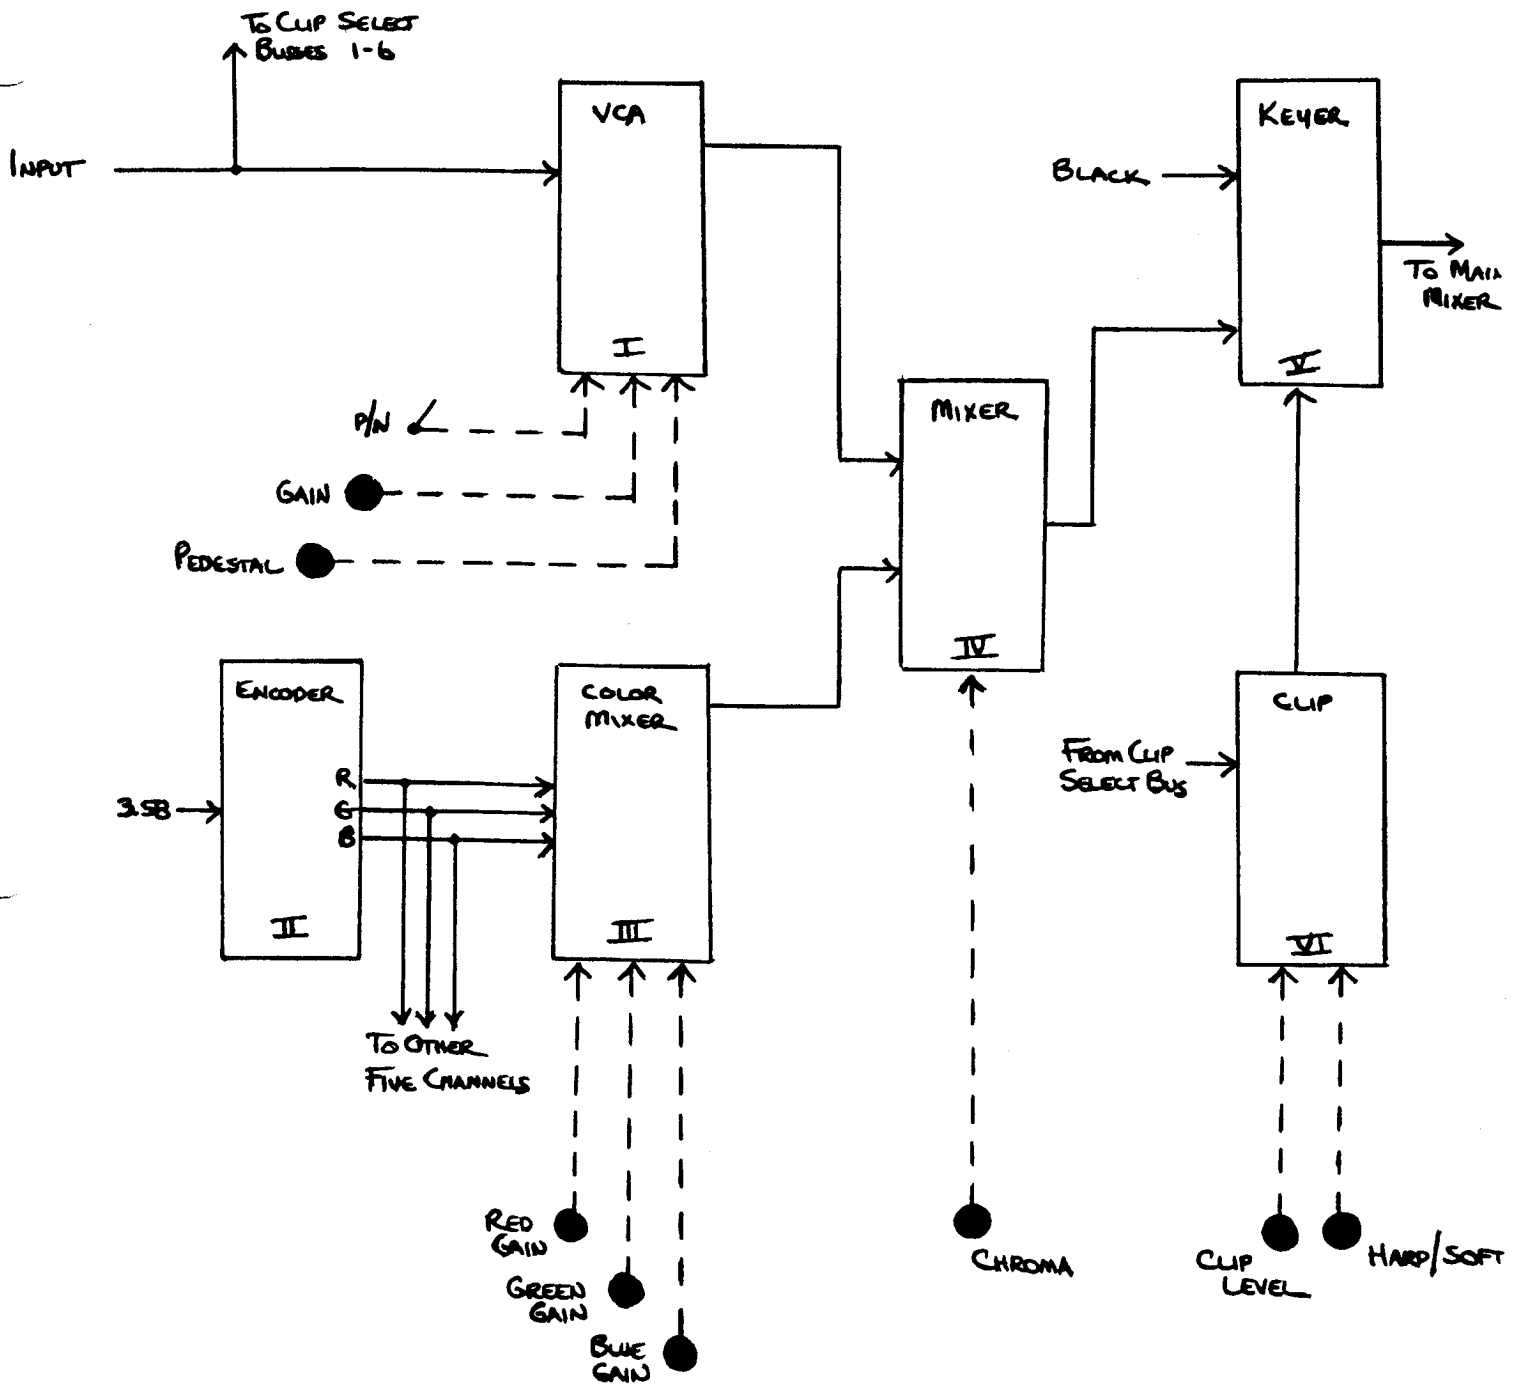 To Clip Select
Busses 1-6
Input
VCA
I
P/N
Gain
Pedestal
Keyer
Black
To Main
Mixer
V
Mixer
IV
Encoder
R
G
B
3.58
II
Color
Mixer
III
To Other
Five Channels
Red
Gain
Green
Gain
Blue
Gain
Chroma
Clip
From Clip
Select Bus
VI
Clip
Level
Hard/Soft